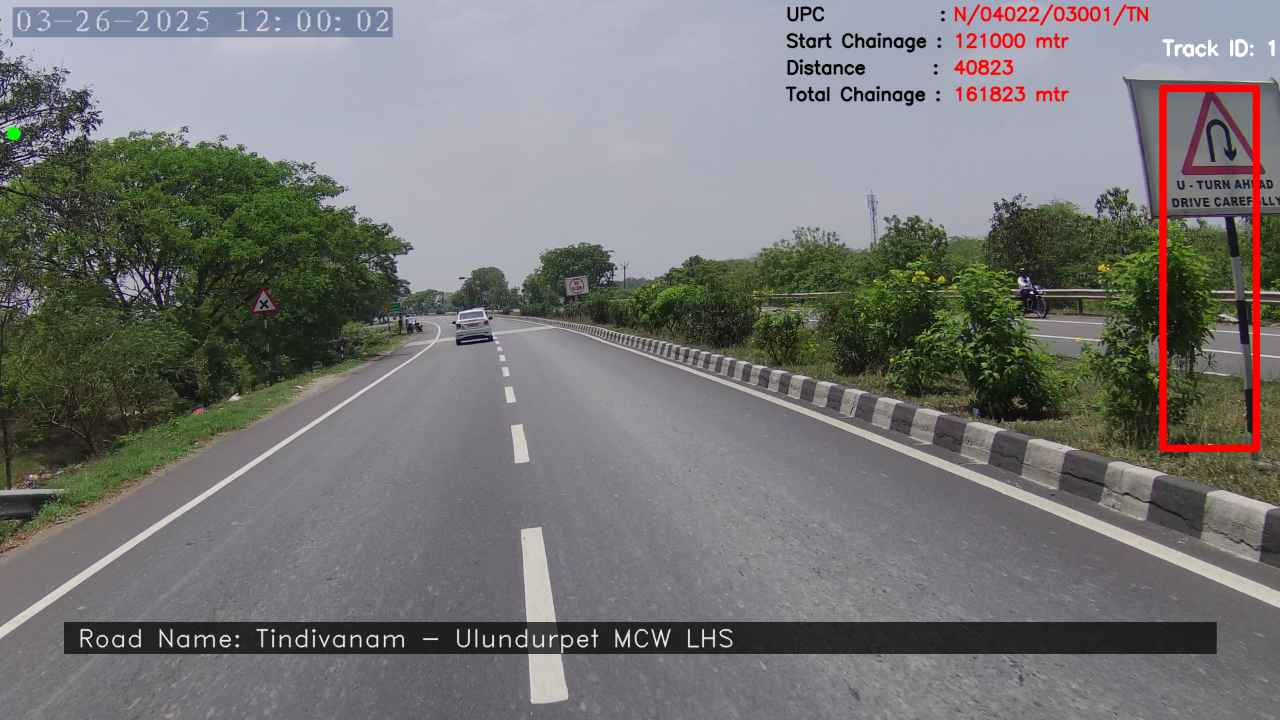 03-26-2025 12:00:02
UPC : N/04022/03001/TN
Start Chainage : 121000 mtr
Distance : 40823
Total Chainage : 161823 mtr
Track ID: 1
U - TURN AHEAD
DRIVE CAREFULLY
Road Name: Tindivanam - Ulundurpet MCW LHS